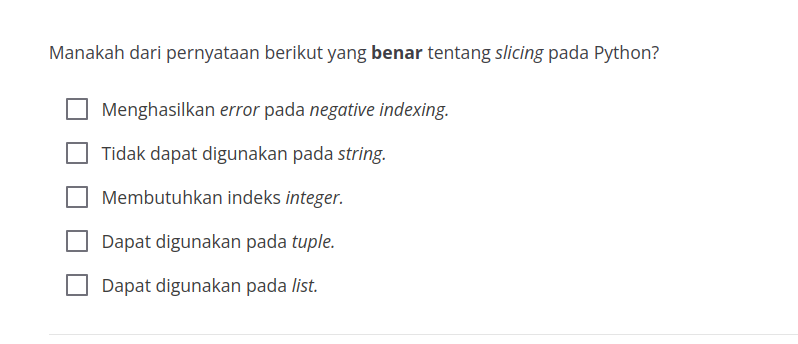 Manakah dari pernyataan berikut yang benar tentang slicing pada Python?
Menghasilkan error pada negative indexing.
Tidak dapat digunakan pada string.
Membutuhkan indeks integer.
Dapat digunakan pada tuple.
Dapat digunakan pada list.